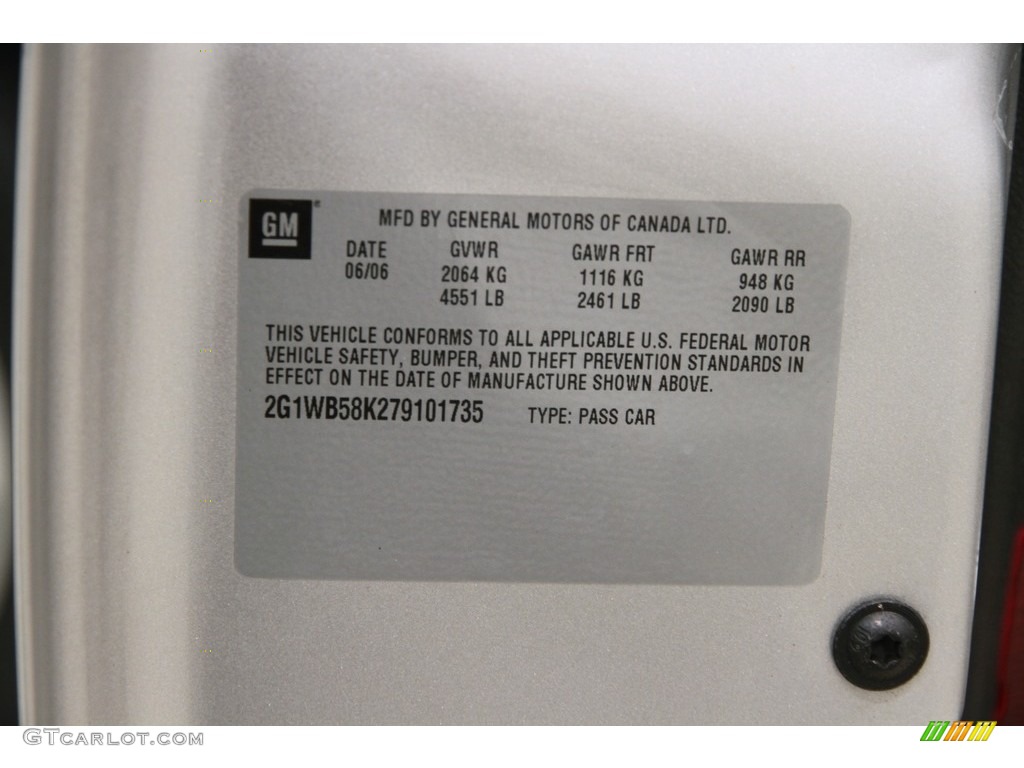 GM®
MFD BY GENERAL MOTORS OF CANADA LTD.
DATE GVWR GAWR FRT GAWR RR
06/06 2064 KG 1116 KG 948 KG
4551 LB 2461 LB 2090 LB
THIS VEHICLE CONFORMS TO ALL APPLICABLE U.S. FEDERAL MOTOR
VEHICLE SAFETY, BUMPER, AND THEFT PREVENTION STANDARDS IN
EFFECT ON THE DATE OF MANUFACTURE SHOWN ABOVE.
2G1WB58K279101735 TYPE: PASS CAR
GTCARLOT.COM